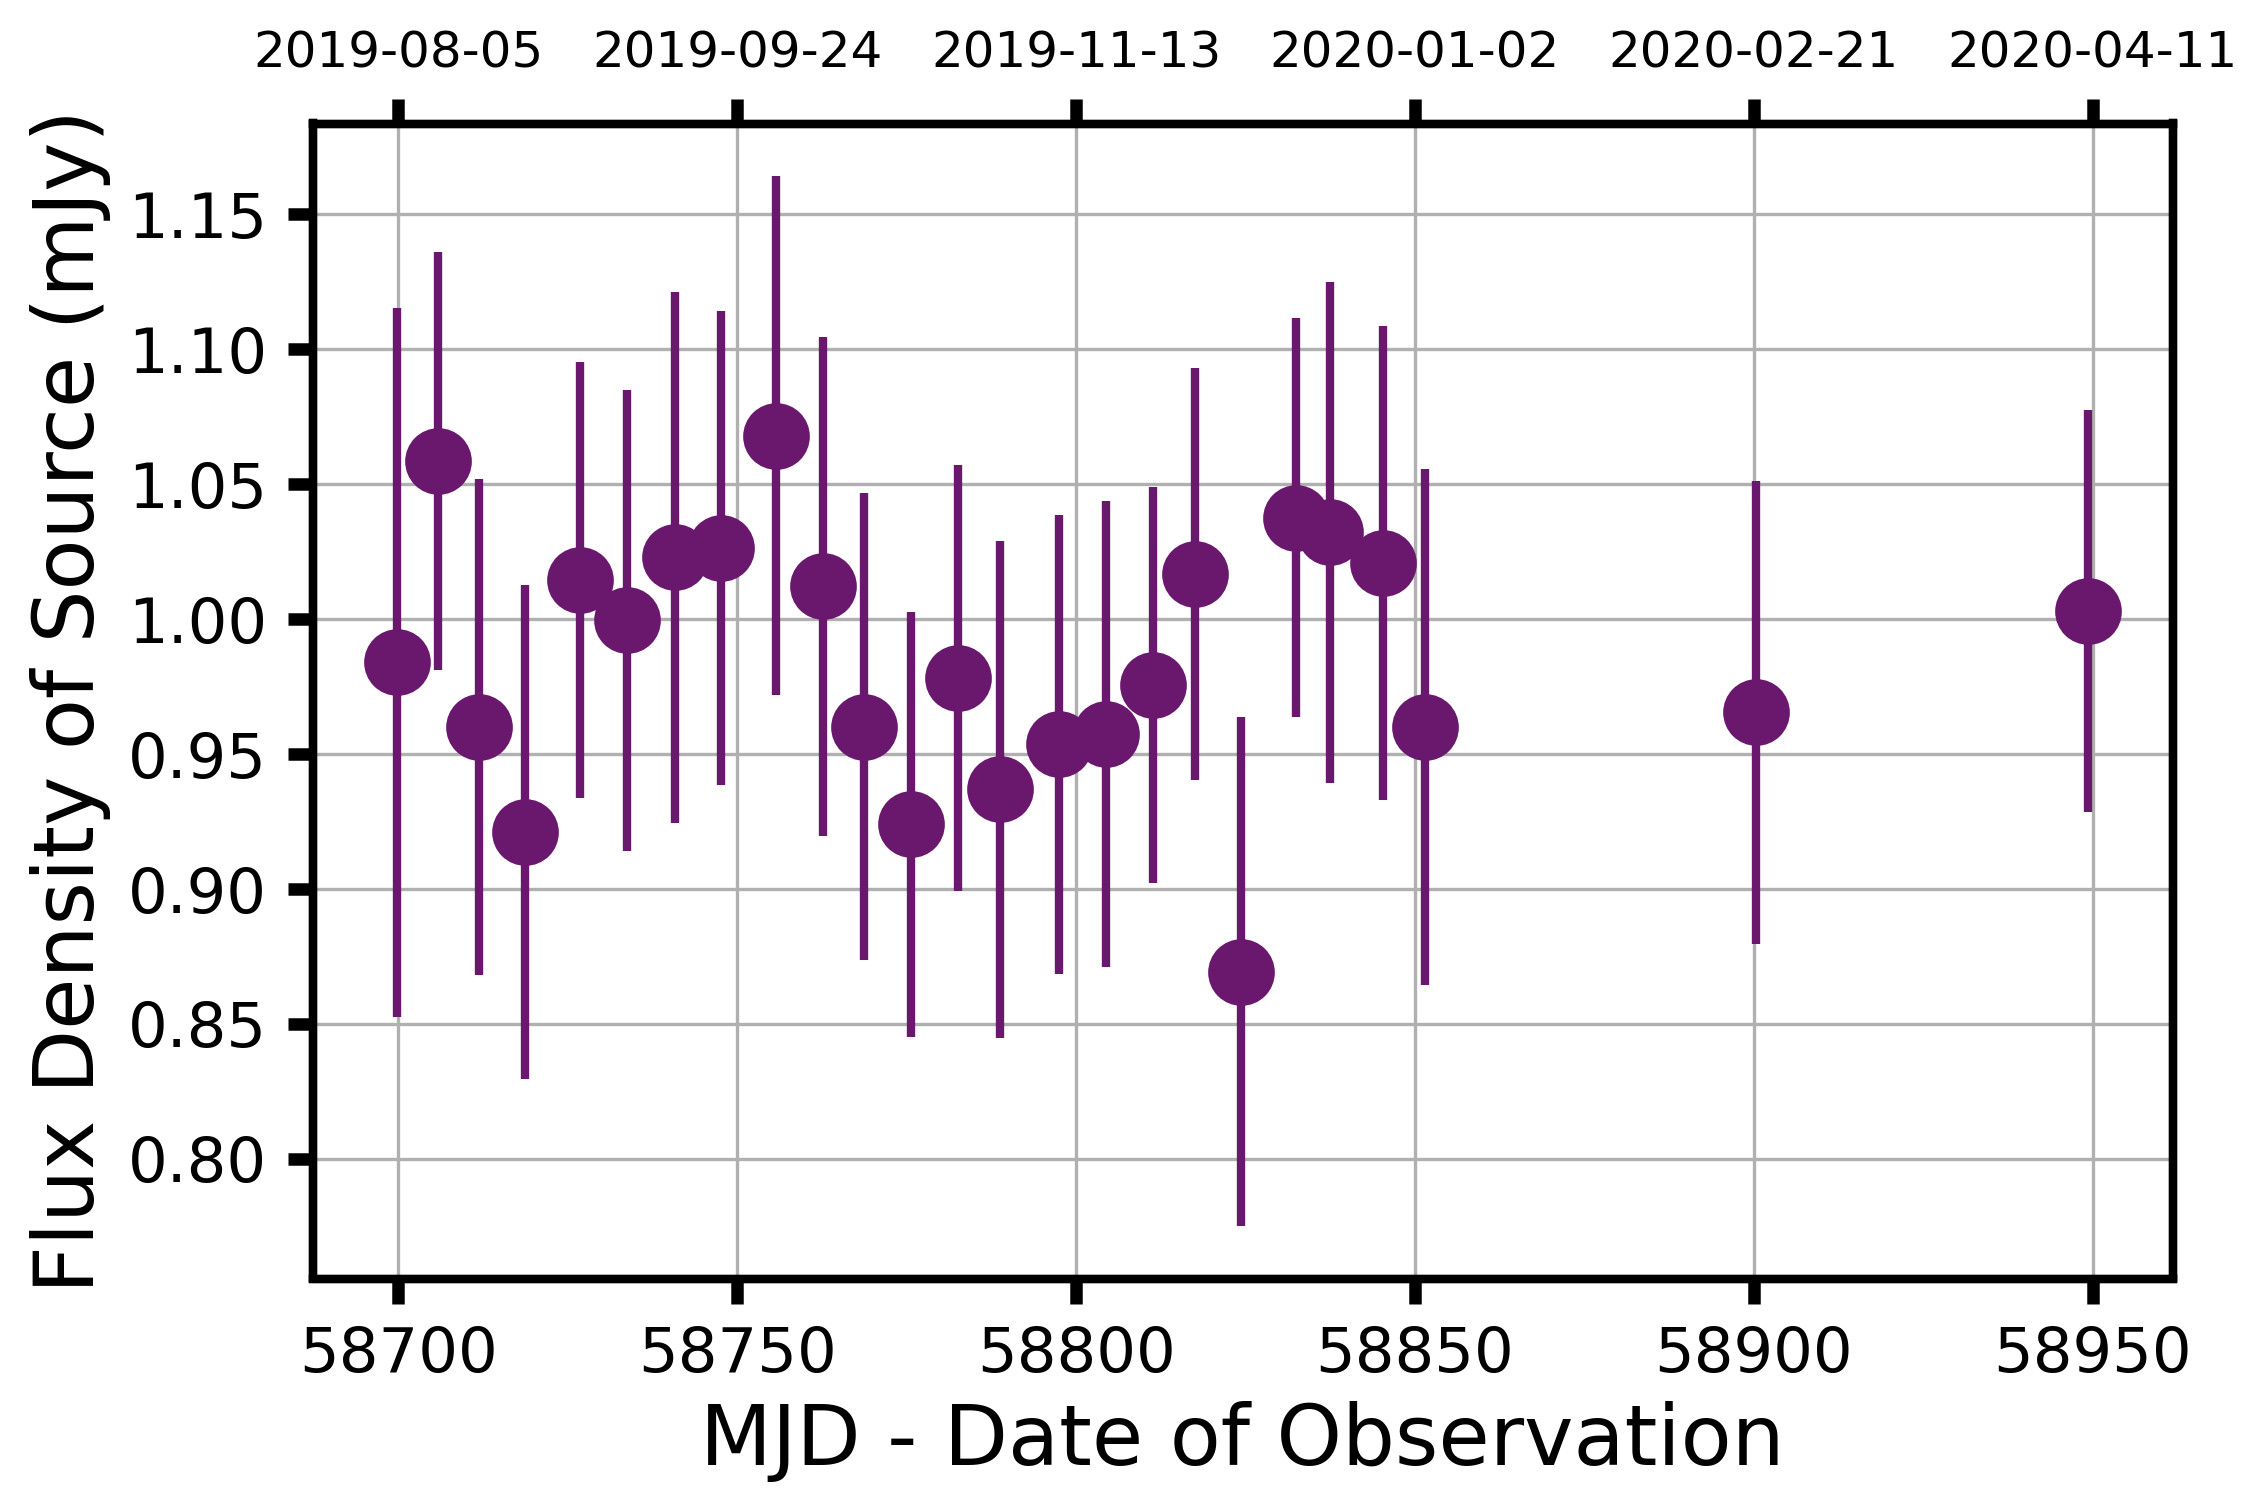 2019-08-05 2019-09-24 2019-11-13 2020-01-02 2020-02-21 2020-04-11
Flux Density of Source (mJy)
1.15
1.10
1.05
1.00
0.95
0.90
0.85
0.80
58700 58750 58800 58850 58900 58950
MJD - Date of Observation